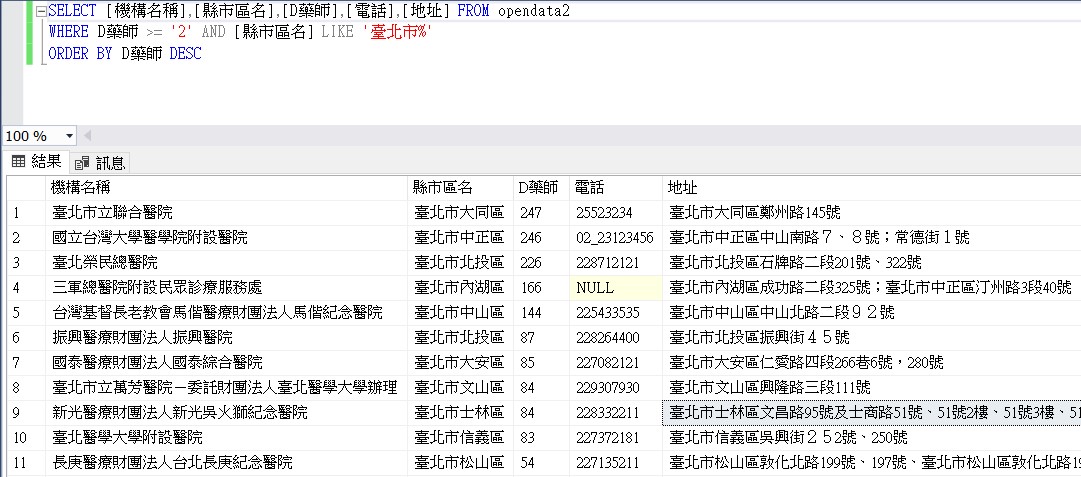 SELECT [機構名稱],[縣市區名],[D藥師],[電話],[地址] FROM opendata2
WHERE D藥師 >= '2' AND [縣市區名] LIKE '臺北市%'
ORDER BY D藥師 DESC
100 %
結果 訊息
機構名稱 縣市區名 D藥師 電話 地址
1 臺北市立聯合醫院 臺北市大同區 247 25523234 臺北市大同區鄭州路145號
2 國立台灣大學醫學院附設醫院 臺北市中正區 246 02_23123456 臺北市中正區中山南路７、８號；常德街１號
3 臺北榮民總醫院 臺北市北投區 226 228712121 臺北市北投區石牌路二段201號、322號
4 三軍總醫院附設民眾診療服務處 臺北市內湖區 166 NULL 臺北市內湖區成功路二段325號；臺北市中正區汀州路3段40號
5 台灣基督長老教會馬偕醫療財團法人馬偕紀念醫院 臺北市中山區 144 225433535 臺北市中山區中山北路二段９２號
6 振興醫療財團法人振興醫院 臺北市北投區 87 228264400 臺北市北投區振興街４５號
7 國泰醫療財團法人國泰綜合醫院 臺北市大安區 85 227082121 臺北市大安區仁愛路四段266巷6號，280號
8 臺北市立萬芳醫院－委託財團法人臺北醫學大學辦理 臺北市文山區 84 229307930 臺北市文山區興隆路三段111號
9 新光醫療財團法人新光吳火獅紀念醫院 臺北市士林區 84 228332211 臺北市士林區文昌路95號及士商路51號、51號2樓、51號3樓、51
10 臺北醫學大學附設醫院 臺北市信義區 83 227372181 臺北市信義區吳興街２５2號、250號
11 長庚醫療財團法人台北長庚紀念醫院 臺北市松山區 54 227135211 臺北市松山區敦化北路199號、197號、臺北市松山區敦化北路19